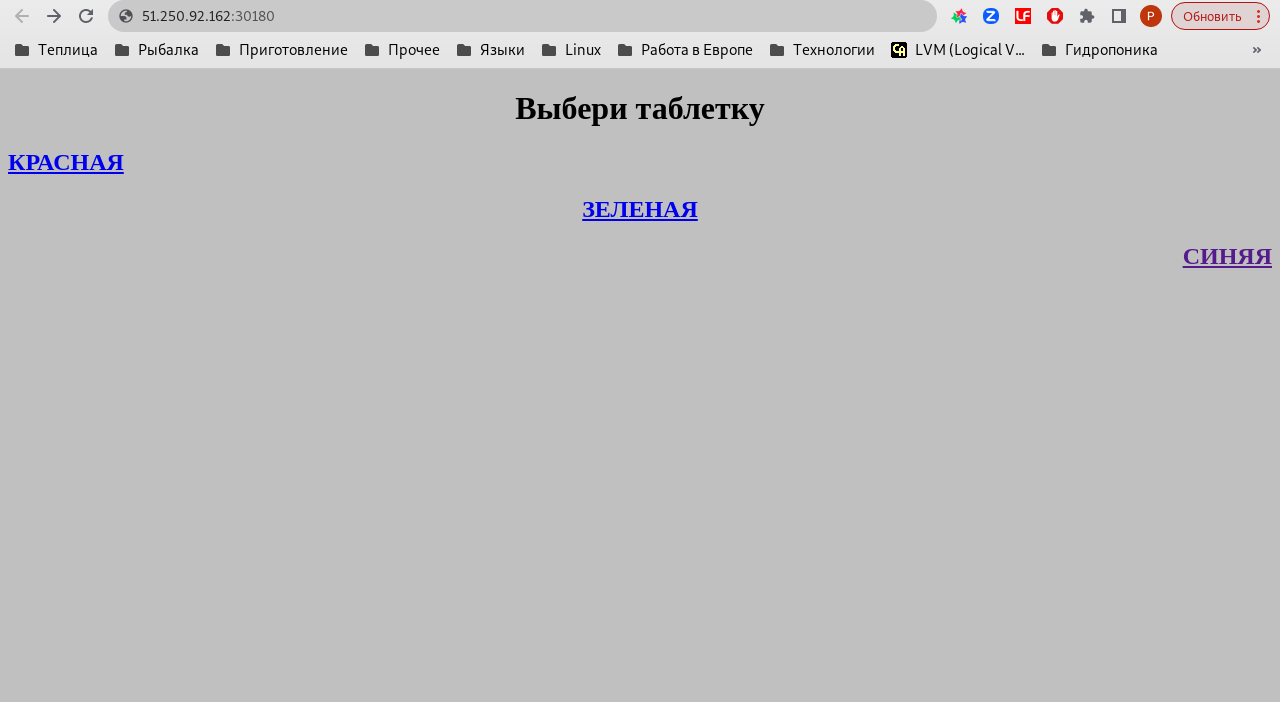 51.250.92.162:30180
P
Обновить
Теплица Рыбалка Приготовление Прочее Языки Linux Работа в Европе Технологии LVM (Logical V... Гидропоника »
Выбери таблетку
КРАСНАЯ
ЗЕЛЕНАЯ
СИНЯЯ